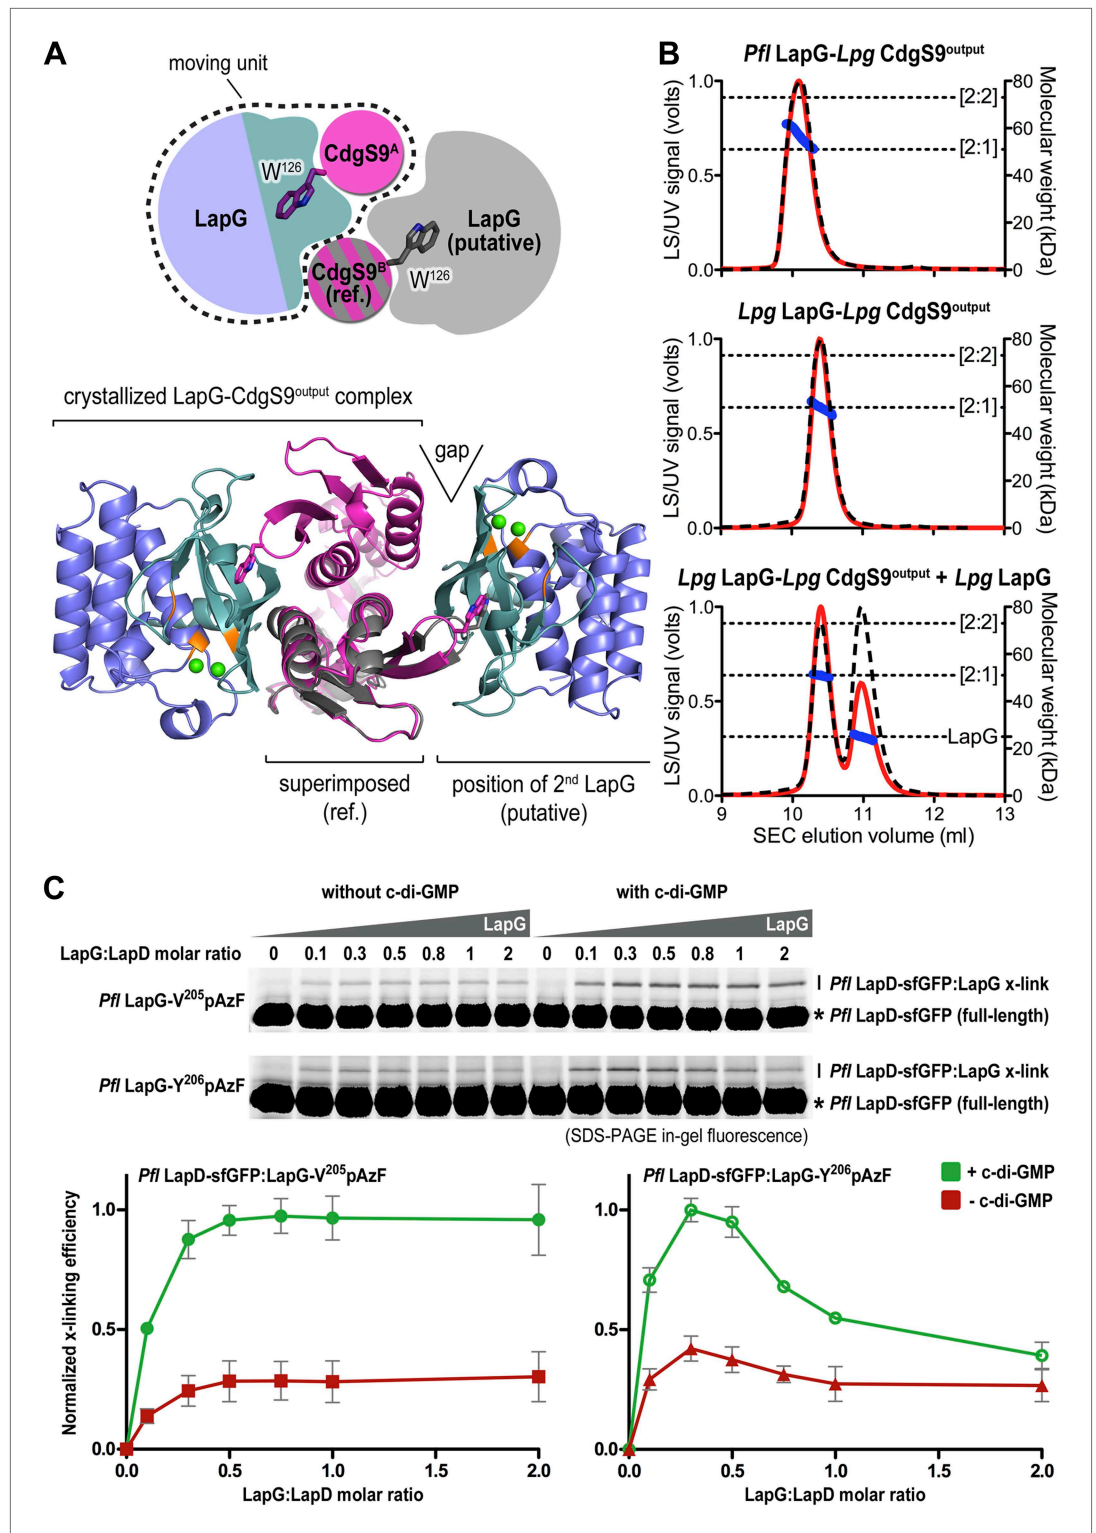 A
moving unit
CdgS9ᴬ
W¹²⁶
LapG
LapG
(putative)
CdgS9ᴮ
(ref.)
W¹²⁶
crystallized LapG-CdgS9ᵒᵘᵗᵖᵘᵗ complex
gap
superimposed
(ref.)
position of 2ⁿᵈ LapG
(putative)
B
Pfl LapG-Lpg CdgS9ᵒᵘᵗᵖᵘᵗ
LS/UV signal (volts)
1.0
0.5
0.0
[2:2]
[2:1]
80
60
40
20
0
Molecular weight (kDa)
10
11
12
Lpg LapG-Lpg CdgS9ᵒᵘᵗᵖᵘᵗ
LS/UV signal (volts)
1.0
0.5
0.0
[2:2]
[2:1]
80
60
40
20
0
Molecular weight (kDa)
10
11
12
Lpg LapG-Lpg CdgS9ᵒᵘᵗᵖᵘᵗ + Lpg LapG
LS/UV signal (volts)
1.0
0.5
0.0
[2:2]
[2:1]
LapG
80
60
40
20
0
Molecular weight (kDa)
9 10 11 12 13
SEC elution volume (ml)
C
without c-di-GMP with c-di-GMP
LapG LapG
LapG:LapD molar ratio 0 0.1 0.3 0.5 0.8 1 2 0 0.1 0.3 0.5 0.8 1 2
Pfl LapG-V²⁰⁵pAzF
Pfl LapD-sfGFP:LapG x-link
* Pfl LapD-sfGFP (full-length)
Pfl LapG-Y²⁰⁶pAzF
Pfl LapD-sfGFP:LapG x-link
* Pfl LapD-sfGFP (full-length)
(SDS-PAGE in-gel fluorescence)
Pfl LapD-sfGFP:LapG-V²⁰⁵pAzF
Normalized x-linking efficiency
1.0
0.5
0.0
0.0 0.5 1.0 1.5 2.0
LapG:LapD molar ratio
Pfl LapD-sfGFP:LapG-Y²⁰⁶pAzF
+ c-di-GMP
- c-di-GMP
1.0
0.5
0.0
0.0 0.5 1.0 1.5 2.0
LapG:LapD molar ratio